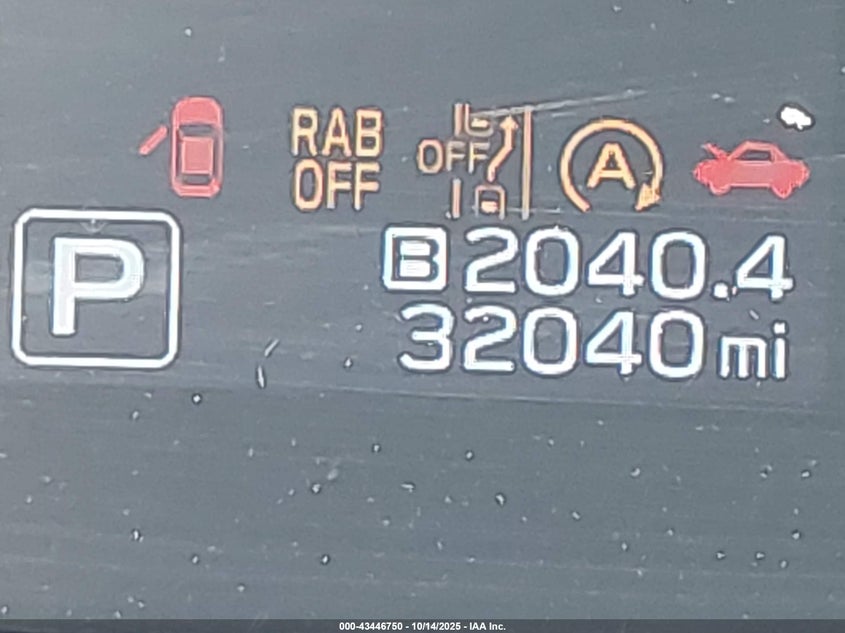 RAB
OFF
OFF
A
P
B 2040.4
32040 mi
000-43446750 - 10/14/2025 - IAA Inc.